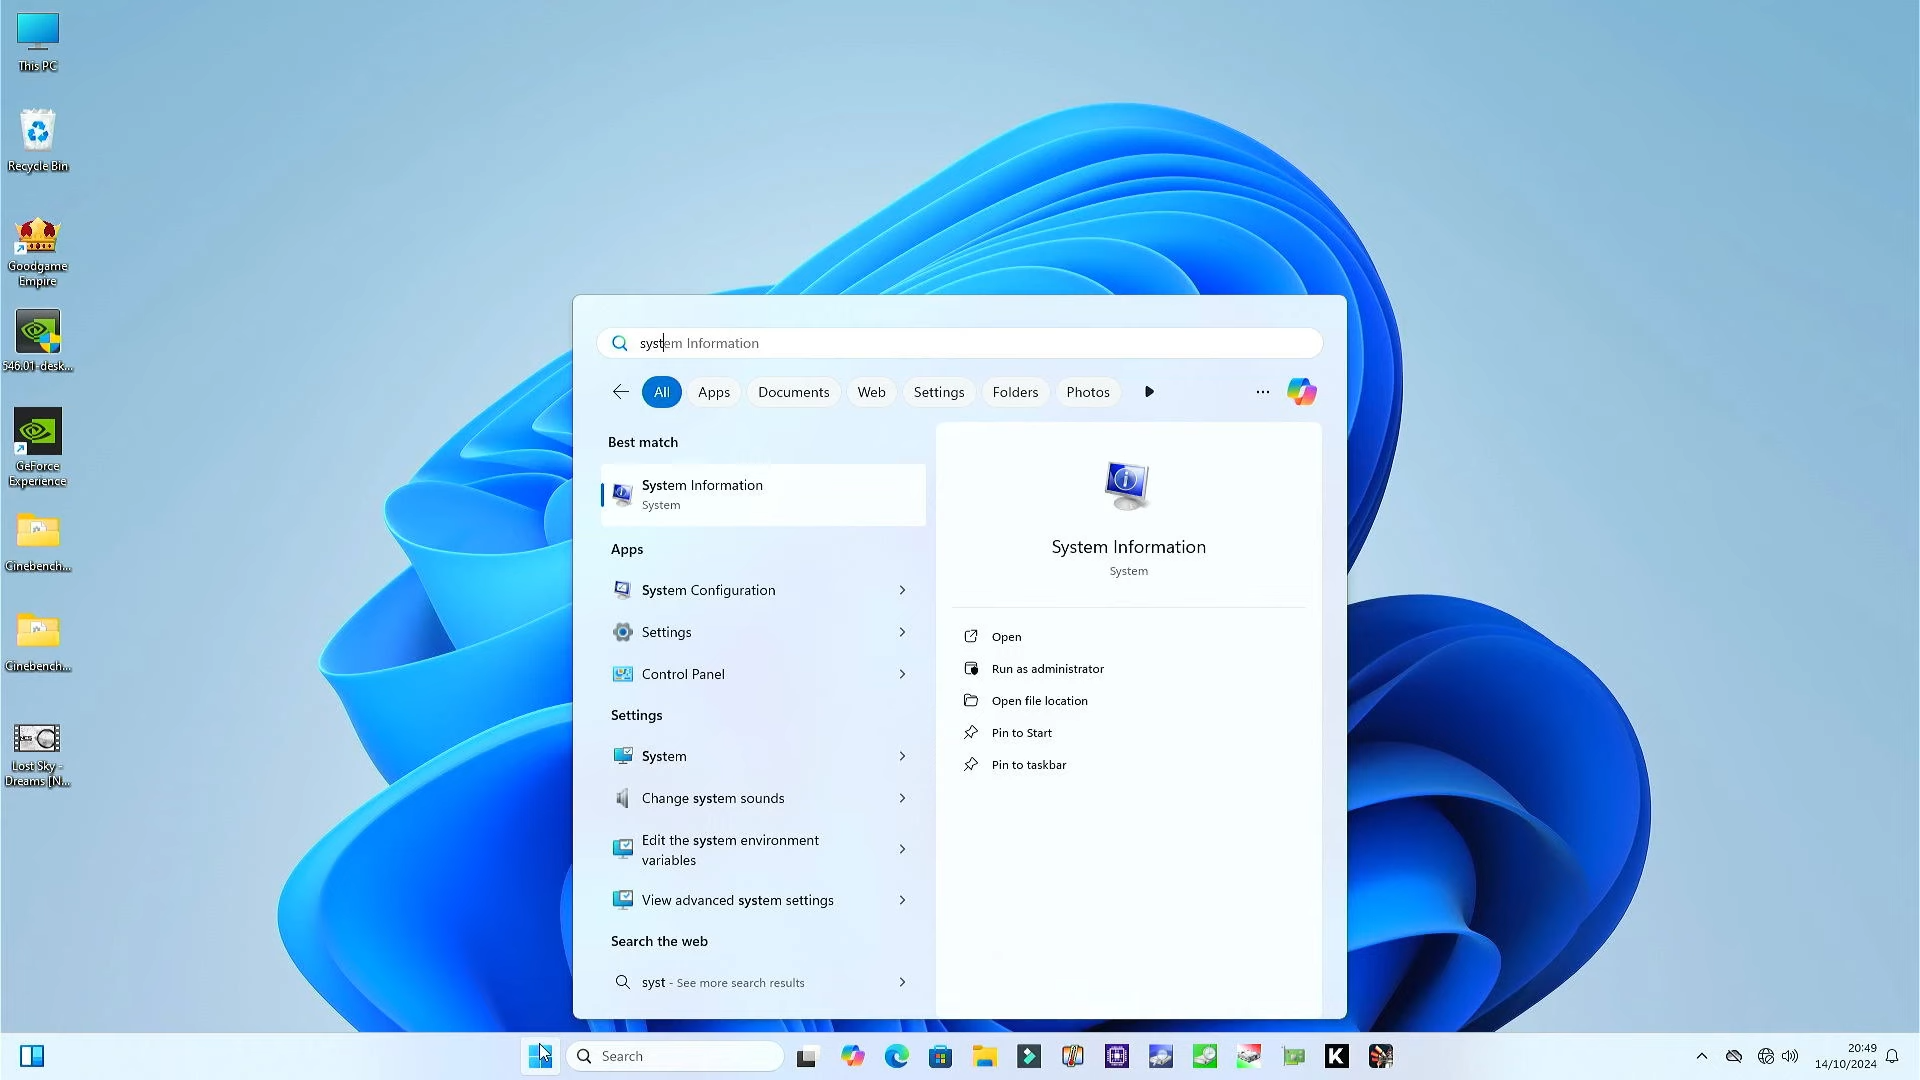 This PC
Recycle Bin
Goodgame
Empire
546.01-desk...
GeForce
Experience
Ginebench...
Ginebench...
Lost Sky -
Dreams [N...
system Information
All
Apps
Documents
Web
Settings
Folders
Photos
Best match
System Information
System
Apps
System Configuration
Settings
Control Panel
Settings
System
Change system sounds
Edit the system environment
variables
View advanced system settings
Search the web
syst - See more search results
System Information
System
Open
Run as administrator
Open file location
Pin to Start
Pin to taskbar
Search
K
20:49
14/10/2024